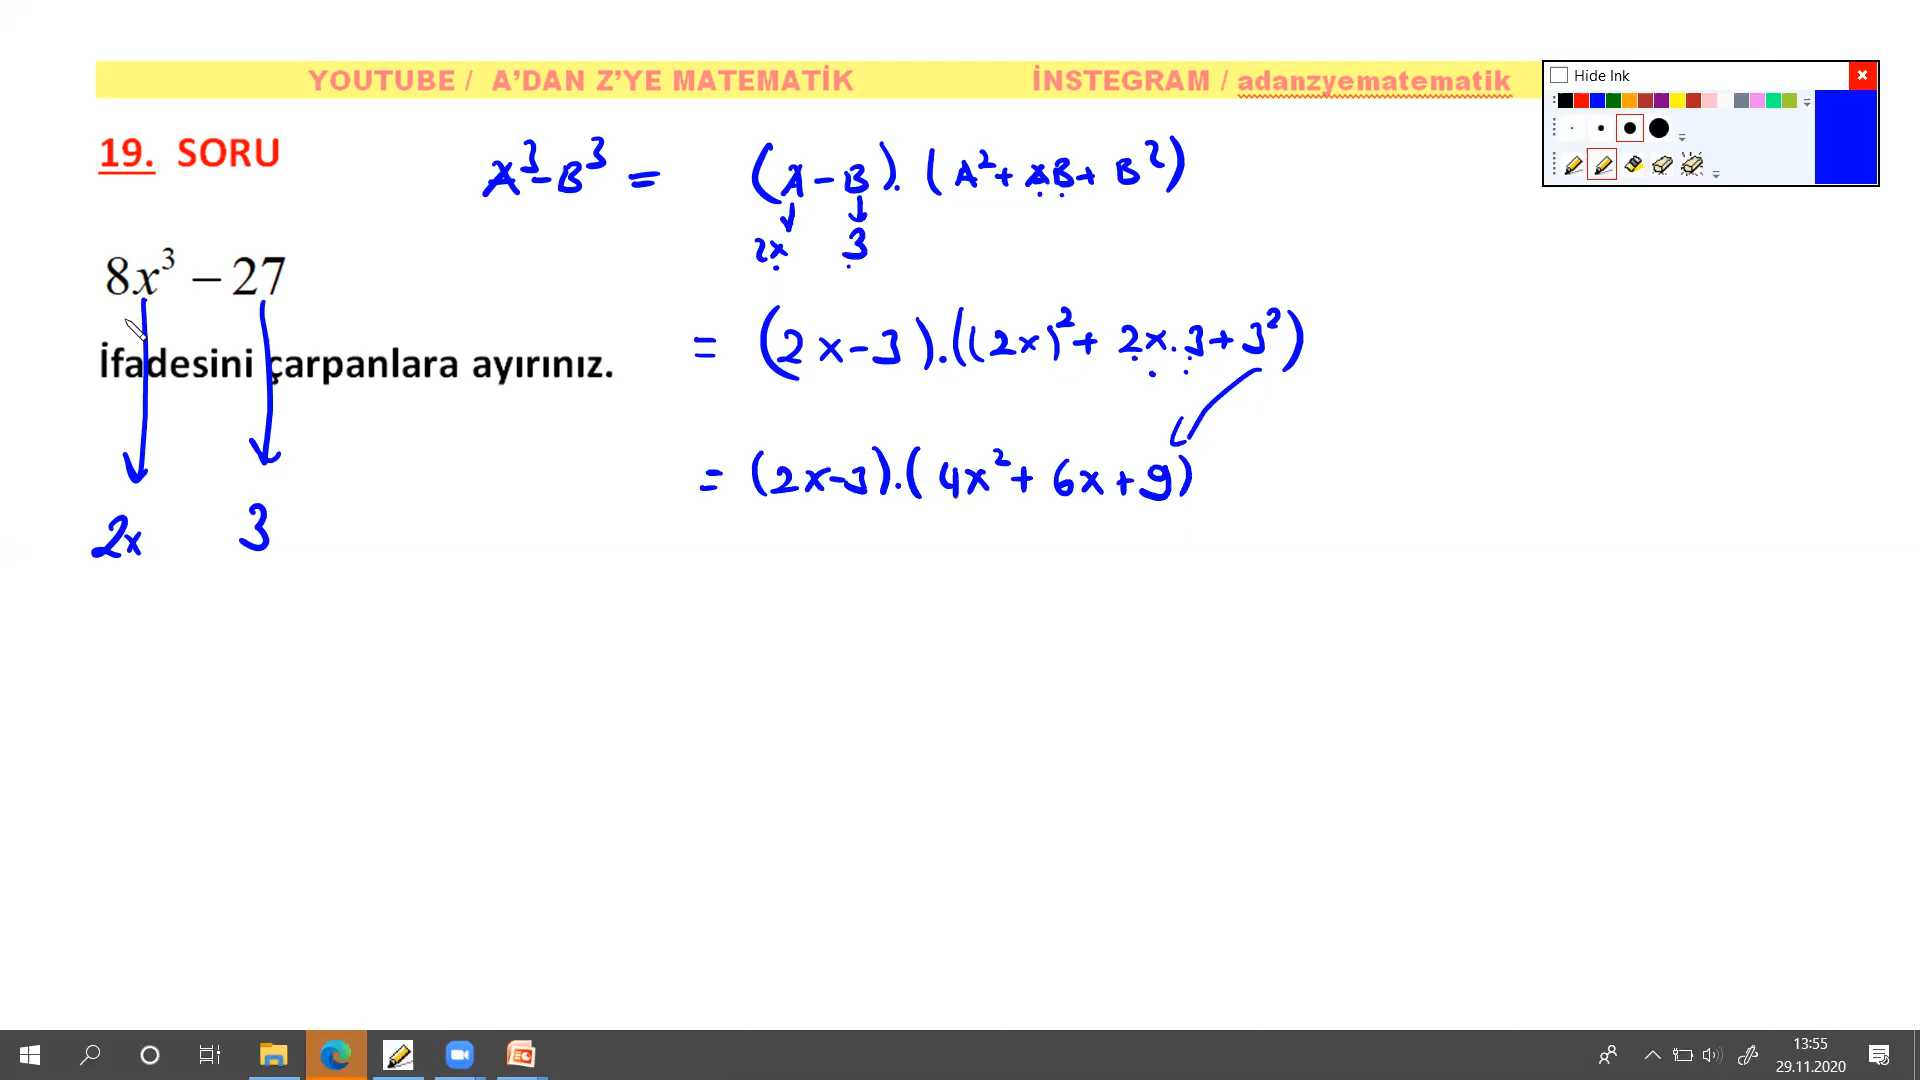 YOUTUBE / A’DAN Z’YE MATEMATİK İNSTEGRAM / adanzyematematik
Hide Ink
19. SORU
A³-B³ = (A-B).(A²+AB+B²)
2x 3
8x³ − 27
= (2x-3).((2x)²+2x.3+3²)
İfadesini çarpanlara ayırınız.
= (2x-3).(4x²+6x+9)
2x 3
13:55
29.11.2020